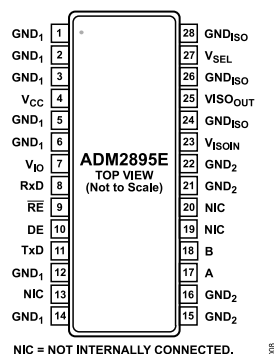 GND1 1 28 GNDISO
GND1 2 27 VSEL
GND1 3 26 GNDISO
VCC 4 25 VISOOUT
GND1 5 24 GNDISO
GND1 6 23 VISOIN
VIO 7 22 GND2
RxD 8 21 GND2
RE 9 20 NIC
DE 10 19 NIC
TxD 11 18 B
GND1 12 17 A
NIC 13 16 GND2
GND1 14 15 GND2
ADM2895E
TOP VIEW
(Not to Scale)
NIC = NOT INTERNALLY CONNECTED.